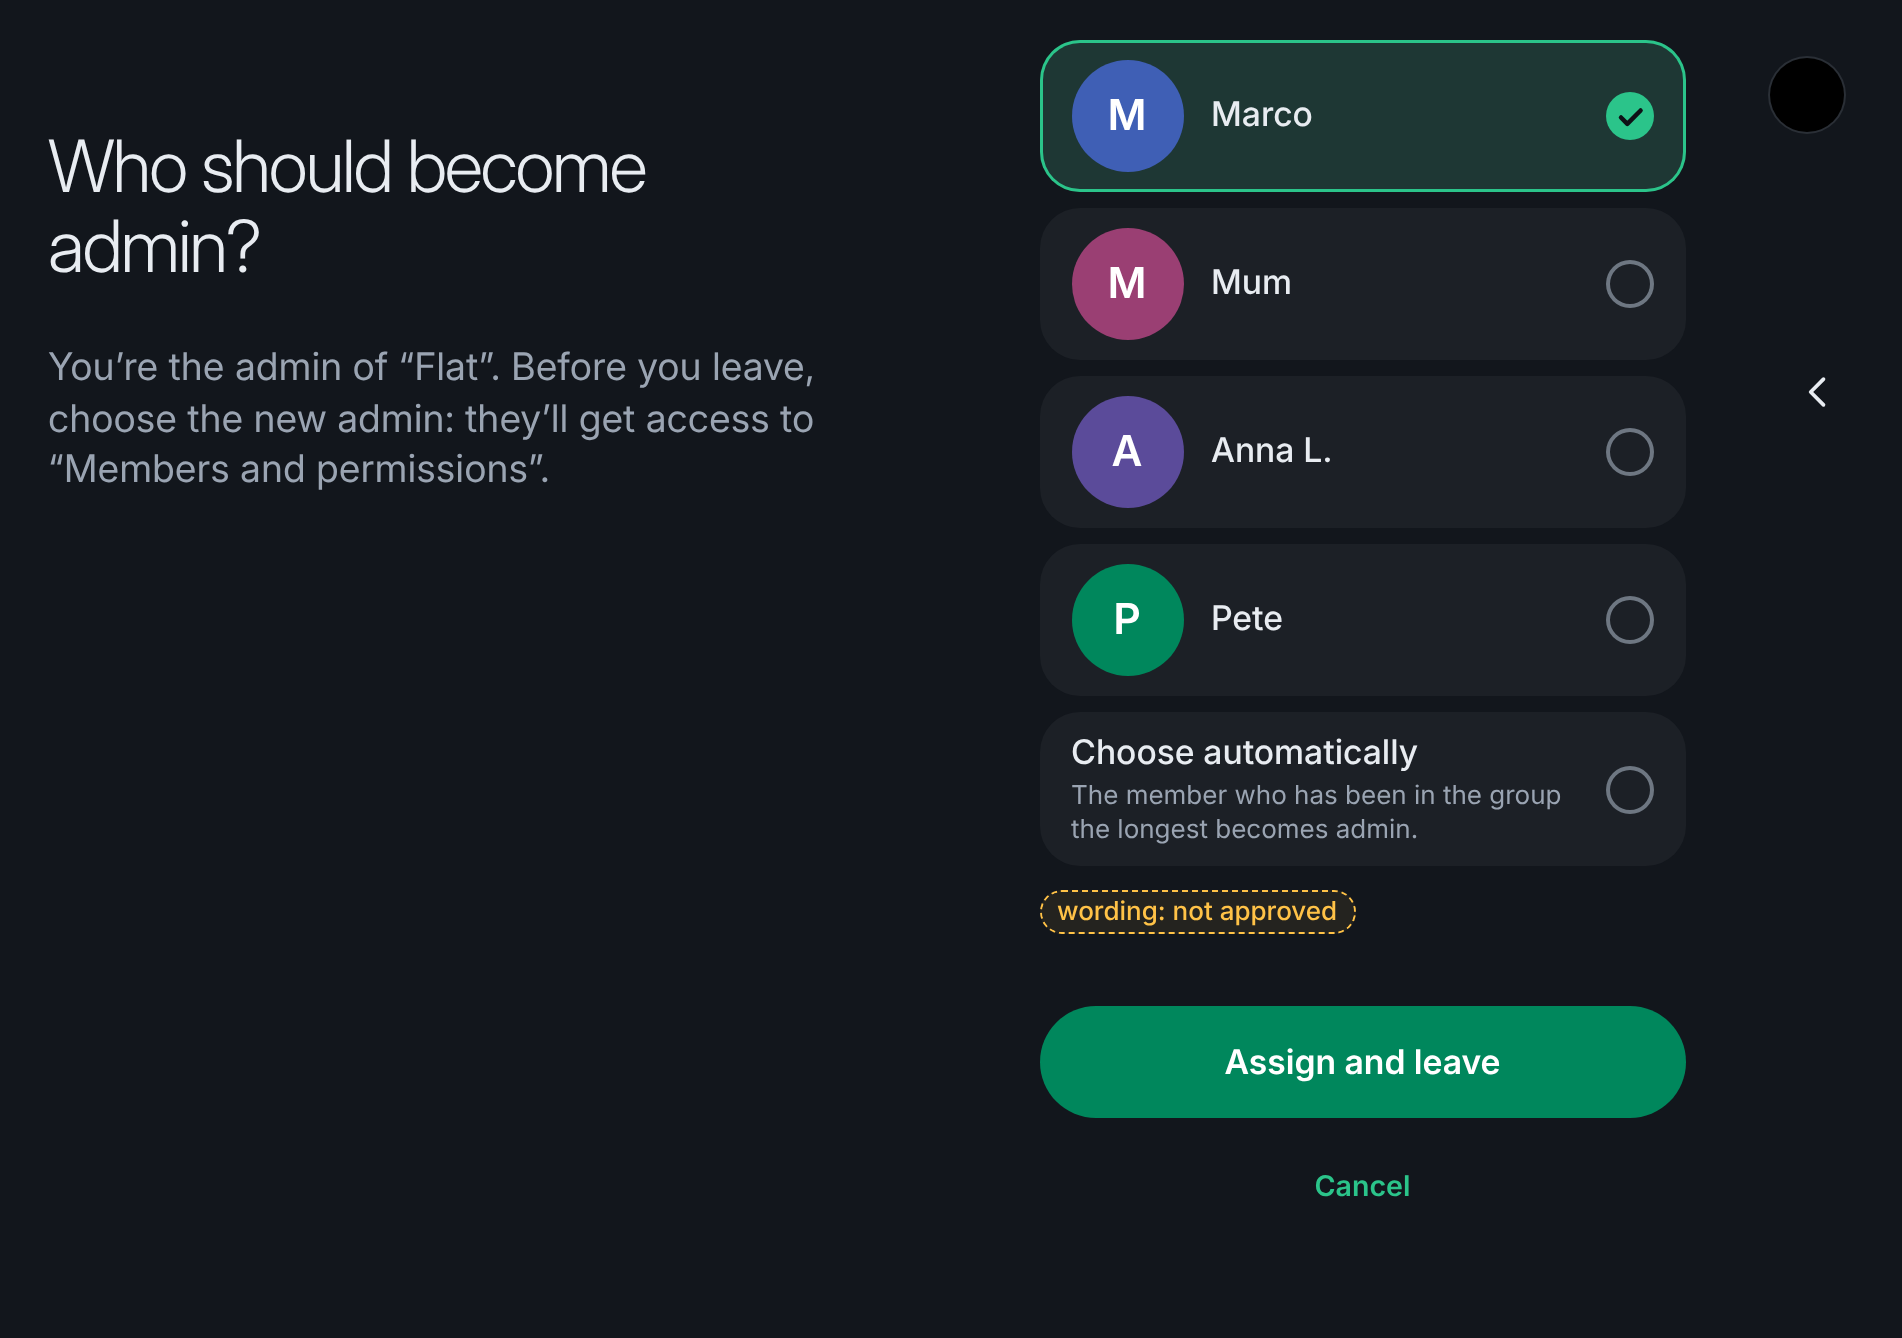 Who should become
admin?
You’re the admin of “Flat”. Before you leave,
choose the new admin: they’ll get access to
“Members and permissions”.
M
Marco
M
Mum
A
Anna L.
P
Pete
Choose automatically
The member who has been in the group
the longest becomes admin.
wording: not approved
Assign and leave
Cancel